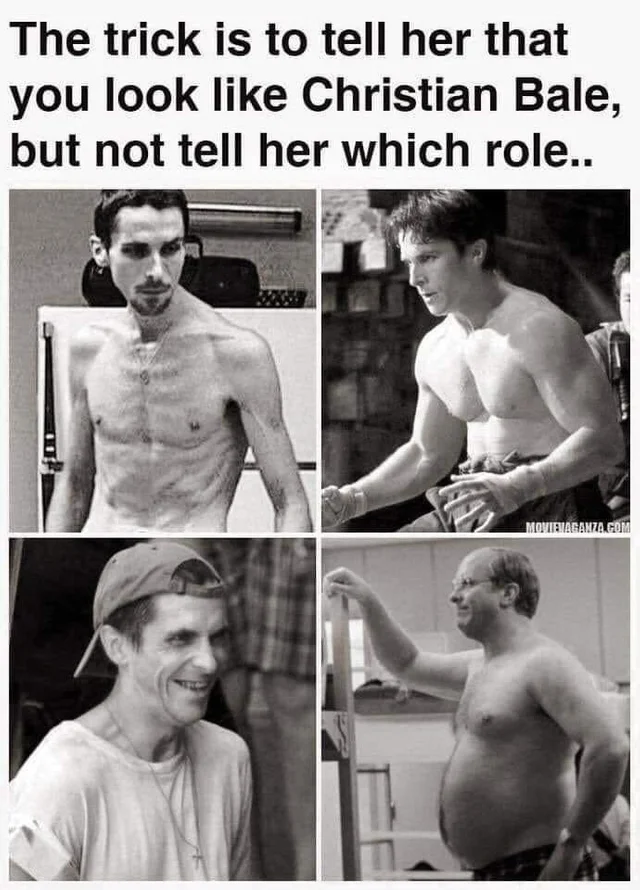 The trick is to tell her that
you look like Christian Bale,
but not tell her which role..
MOVIEVAGANZA.COM